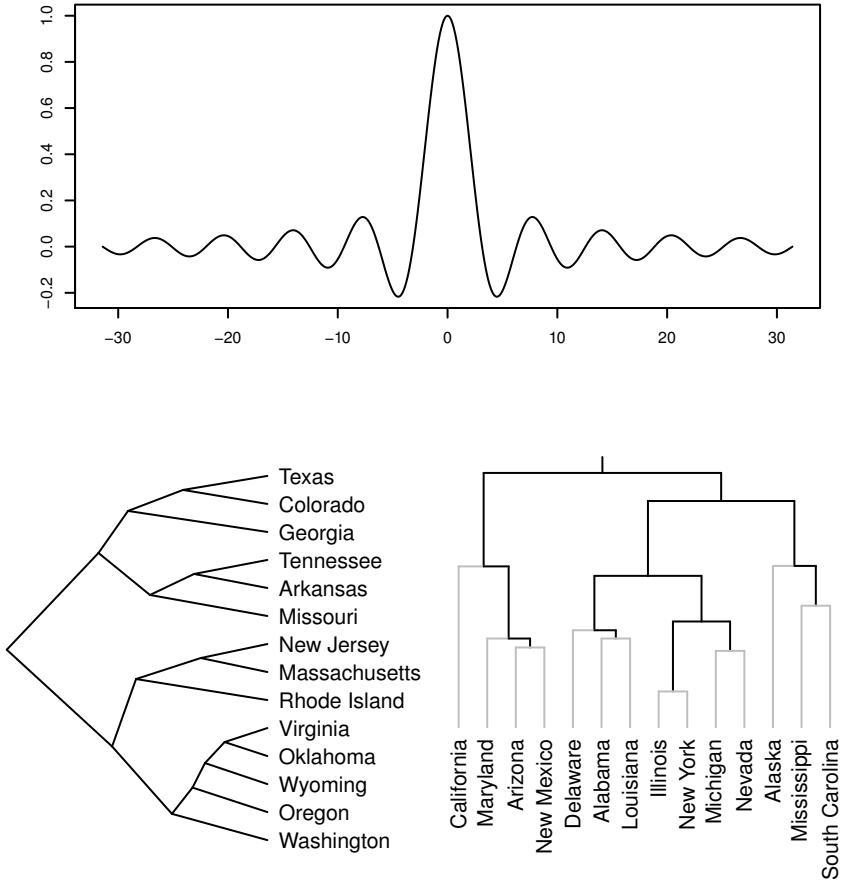 1.0
0.8
0.6
0.4
0.2
0.0
−0.2
−30 −20 −10 0 10 20 30
Texas
Colorado
Georgia
Tennessee
Arkansas
Missouri
New Jersey
Massachusetts
Rhode Island
Virginia
Oklahoma
Wyoming
Oregon
Washington
California
Maryland
Arizona
New Mexico
Delaware
Alabama
Louisiana
Illinois
New York
Michigan
Nevada
Alaska
Mississippi
South Carolina